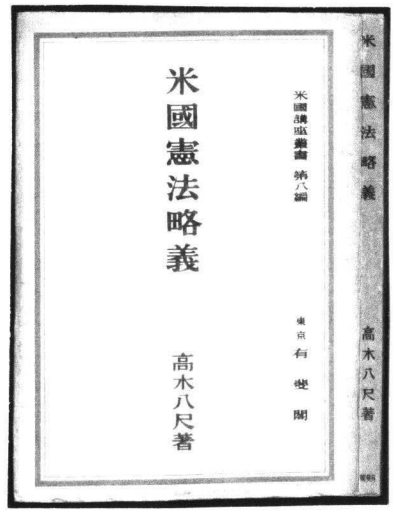 米國憲法略義
高木八尺著
米國講座叢書 第八編
東京 有斐閣
米國憲法略義
高木八尺著